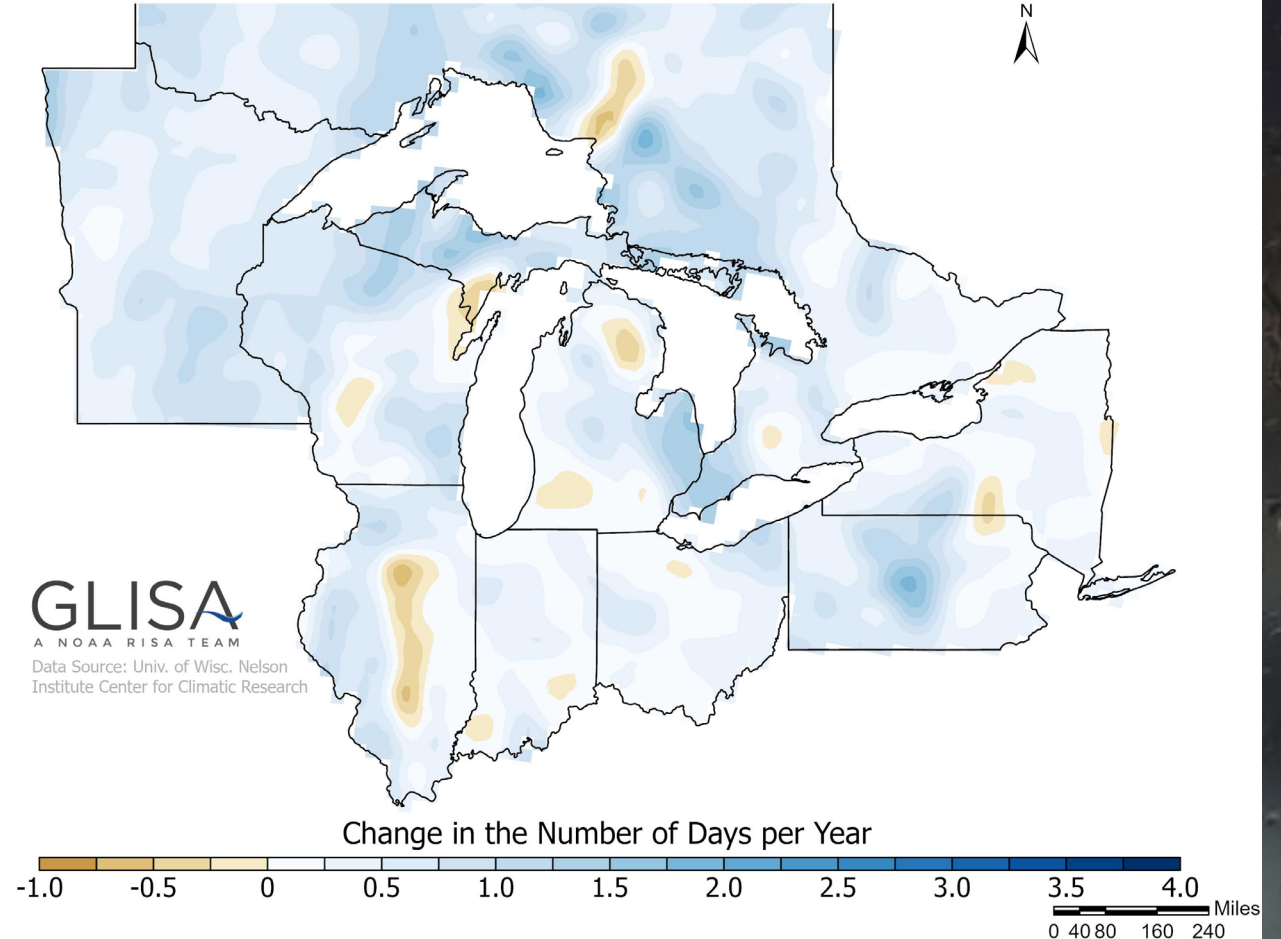 N
GLISA
A NOAA RISA TEAM
Data Source: Univ. of Wisc. Nelson
Institute Center for Climatic Research
Change in the Number of Days per Year
-1.0 -0.5 0 0.5 1.0 1.5 2.0 2.5 3.0 3.5 4.0
Miles
0 40 80 160 240